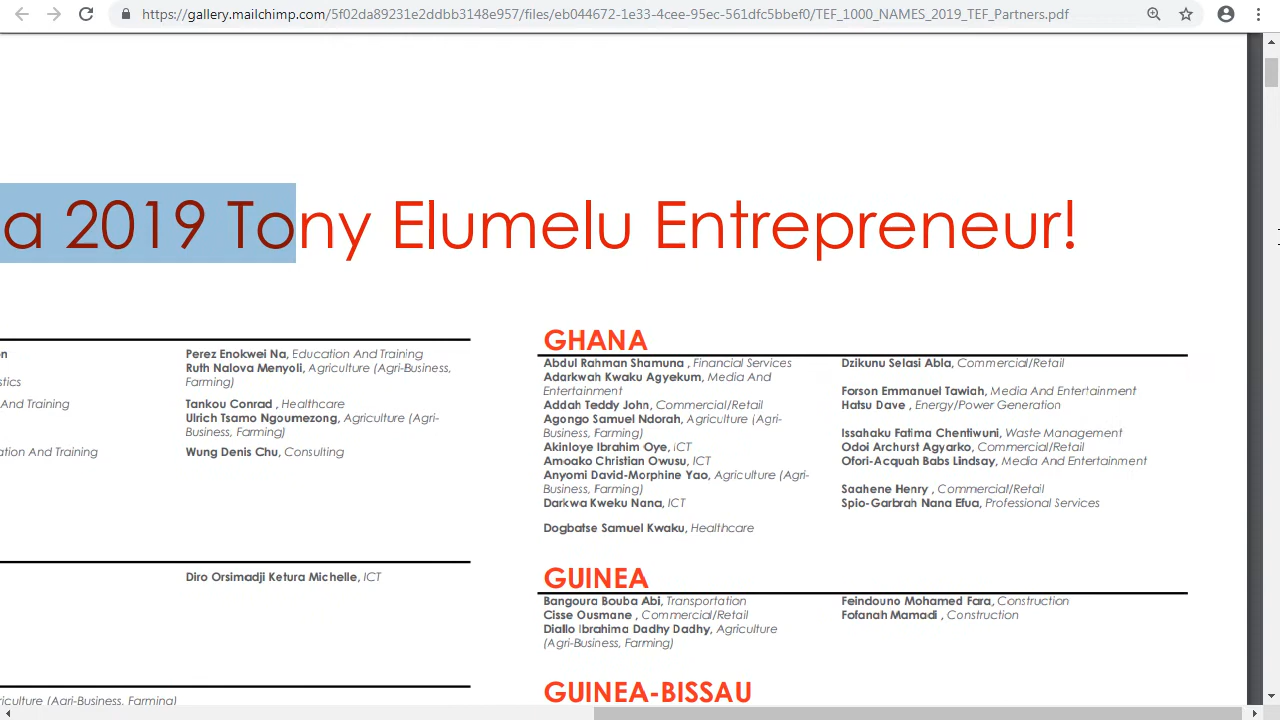 https://gallery.mailchimp.com/5f02da89231e2ddbb3148e957/files/eb044672-1e33-4cee-95ec-561dfc5bbef0/TEF_1000_NAMES_2019_TEF_Partners.pdf
a 2019 Tony Elumelu Entrepreneur!
Perez Enokwei Na, Education And Training
Ruth Nalova Menyoli, Agriculture (Agri-Business,
Farming)
And Training
Tankou Conrad , Healthcare
Ulrich Tsamo Ngoumezong, Agriculture (Agri-
Business, Farming)
ation And Training
Wung Denis Chu, Consulting
Diro Orsimadji Ketura Michelle, ICT
riculture (Agri-Business, Farming)
GHANA
Abdul Rahman Shamuna , Financial Services
Adarkwah Kwaku Agyekum, Media And
Entertainment
Addah Teddy John, Commercial/Retail
Agongo Samuel Ndorah, Agriculture (Agri-
Business, Farming)
Akinloye Ibrahim Oye, ICT
Amoako Christian Owusu, ICT
Anyomi David-Morphine Yao, Agriculture (Agri-
Business, Farming)
Darkwa Kweku Nana, ICT
Dogbatse Samuel Kwaku, Healthcare
Dzikunu Selasi Abla, Commercial/Retail
Forson Emmanuel Tawiah, Media And Entertainment
Hatsu Dave , Energy/Power Generation
Issahaku Fatima Chentiwuni, Waste Management
Odoi Archurst Agyarko, Commercial/Retail
Ofori-Acquah Babs Lindsay, Media And Entertainment
Saahene Henry , Commercial/Retail
Spio-Garbrah Nana Efua, Professional Services
GUINEA
Bangoura Bouba Abi, Transportation
Cisse Ousmane , Commercial/Retail
Diallo Ibrahima Dadhy Dadhy, Agriculture
(Agri-Business, Farming)
Feindouno Mohamed Fara, Construction
Fofanah Mamadi , Construction
GUINEA-BISSAU